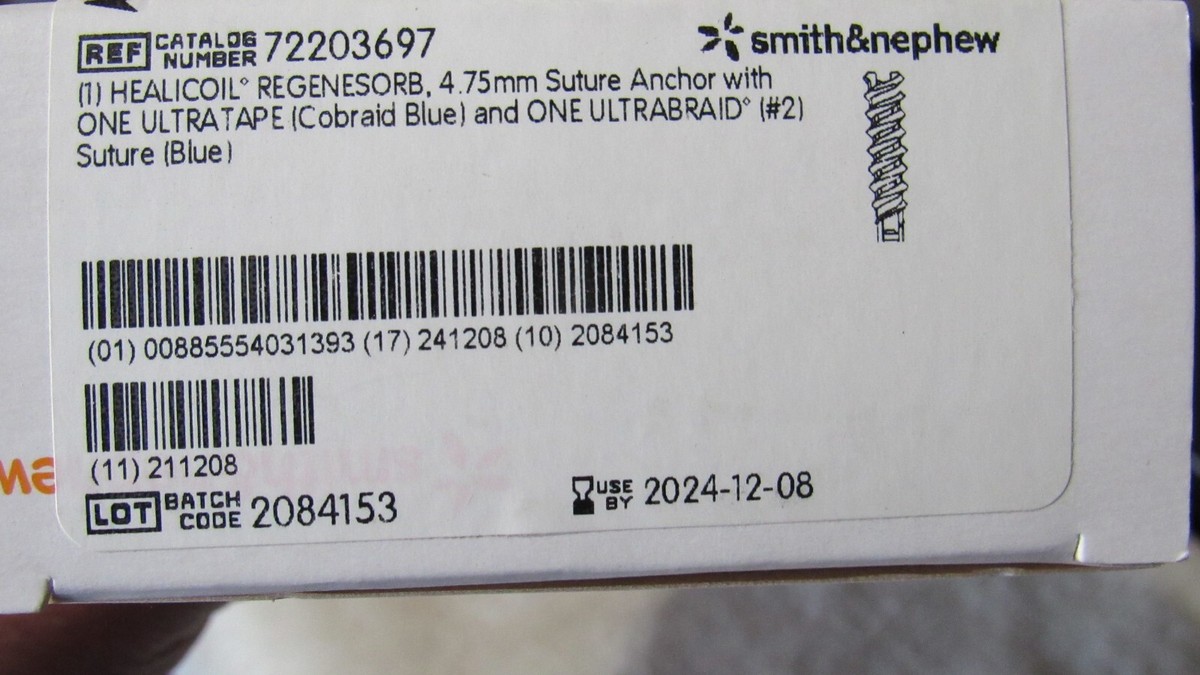 REF CATALOG NUMBER 72203697
smith&nephew
(1) HEALICOIL° REGENESORB, 4.75mm Suture Anchor with
ONE ULTRATAPE (Cobraid Blue) and ONE ULTRABRAID° (#2)
Suture (Blue)
(01) 00885554031393 (17) 241208 (10) 2084153
(11) 211208
LOT BATCH CODE 2084153
USE BY 2024-12-08